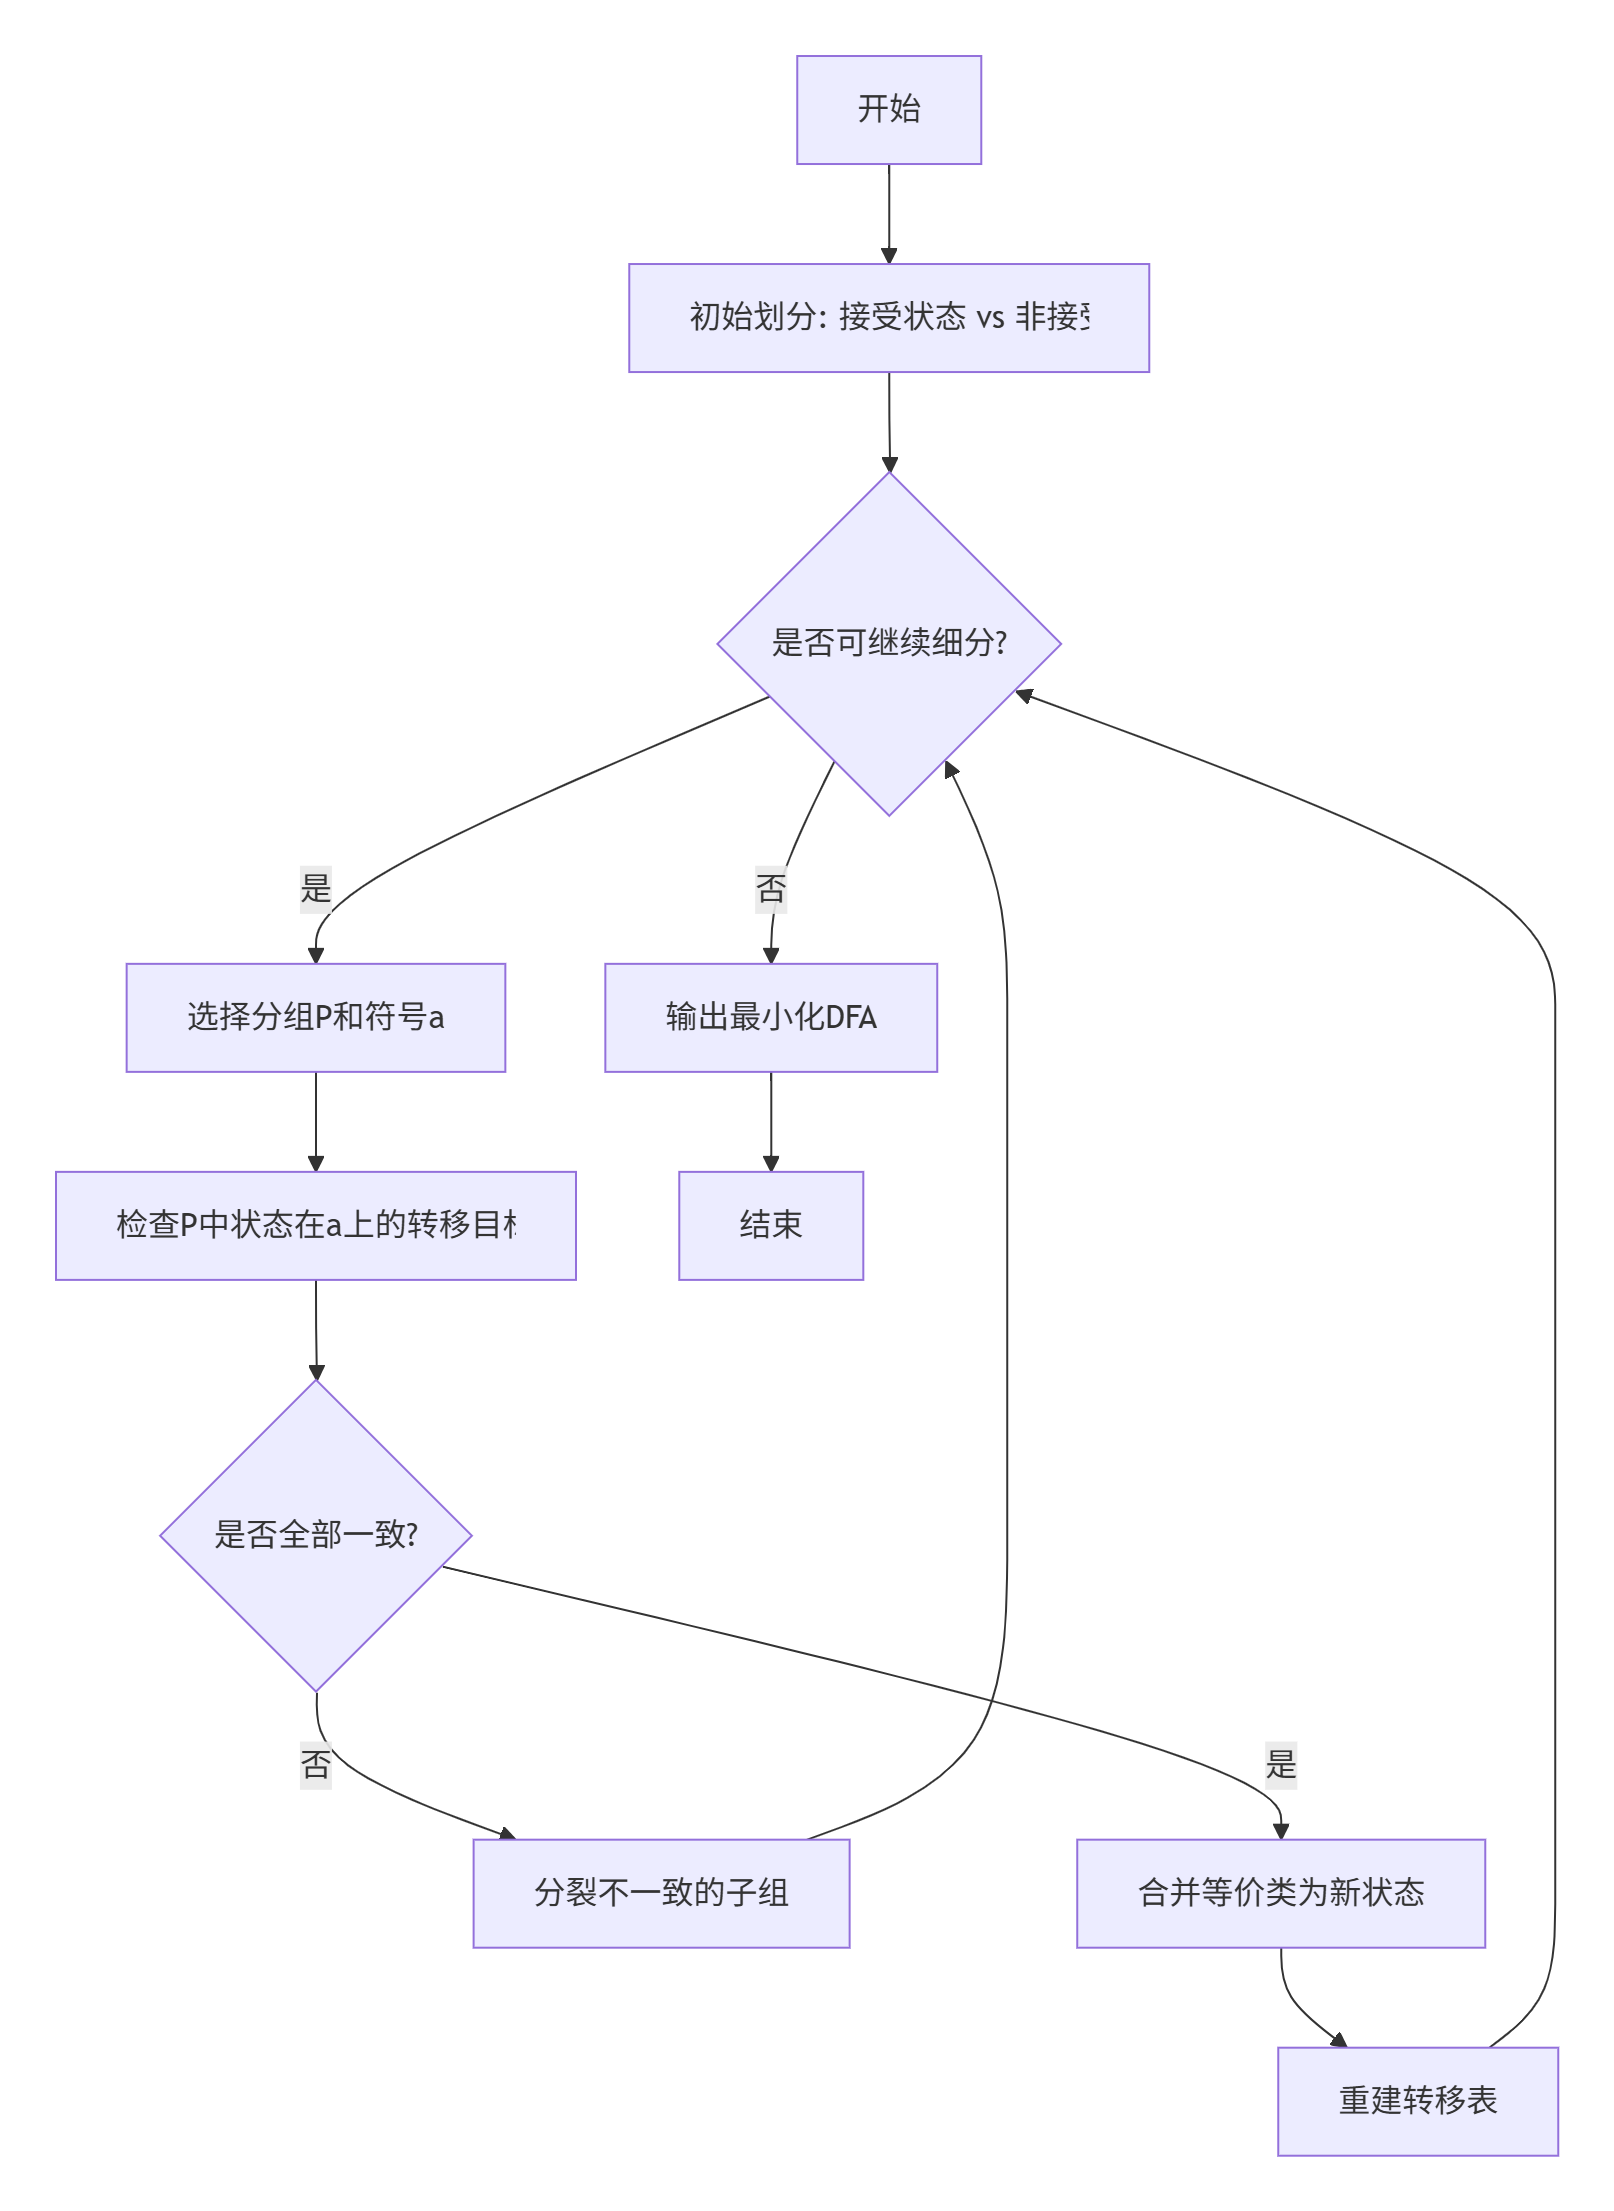 开始
初始划分: 接受状态 vs 非接
是否可继续细分?
是
否
选择分组P和符号a
输出最小化DFA
检查P中状态在a上的转移目
结束
是否全部一致?
否
是
分裂不一致的子组
合并等价类为新状态
重建转移表